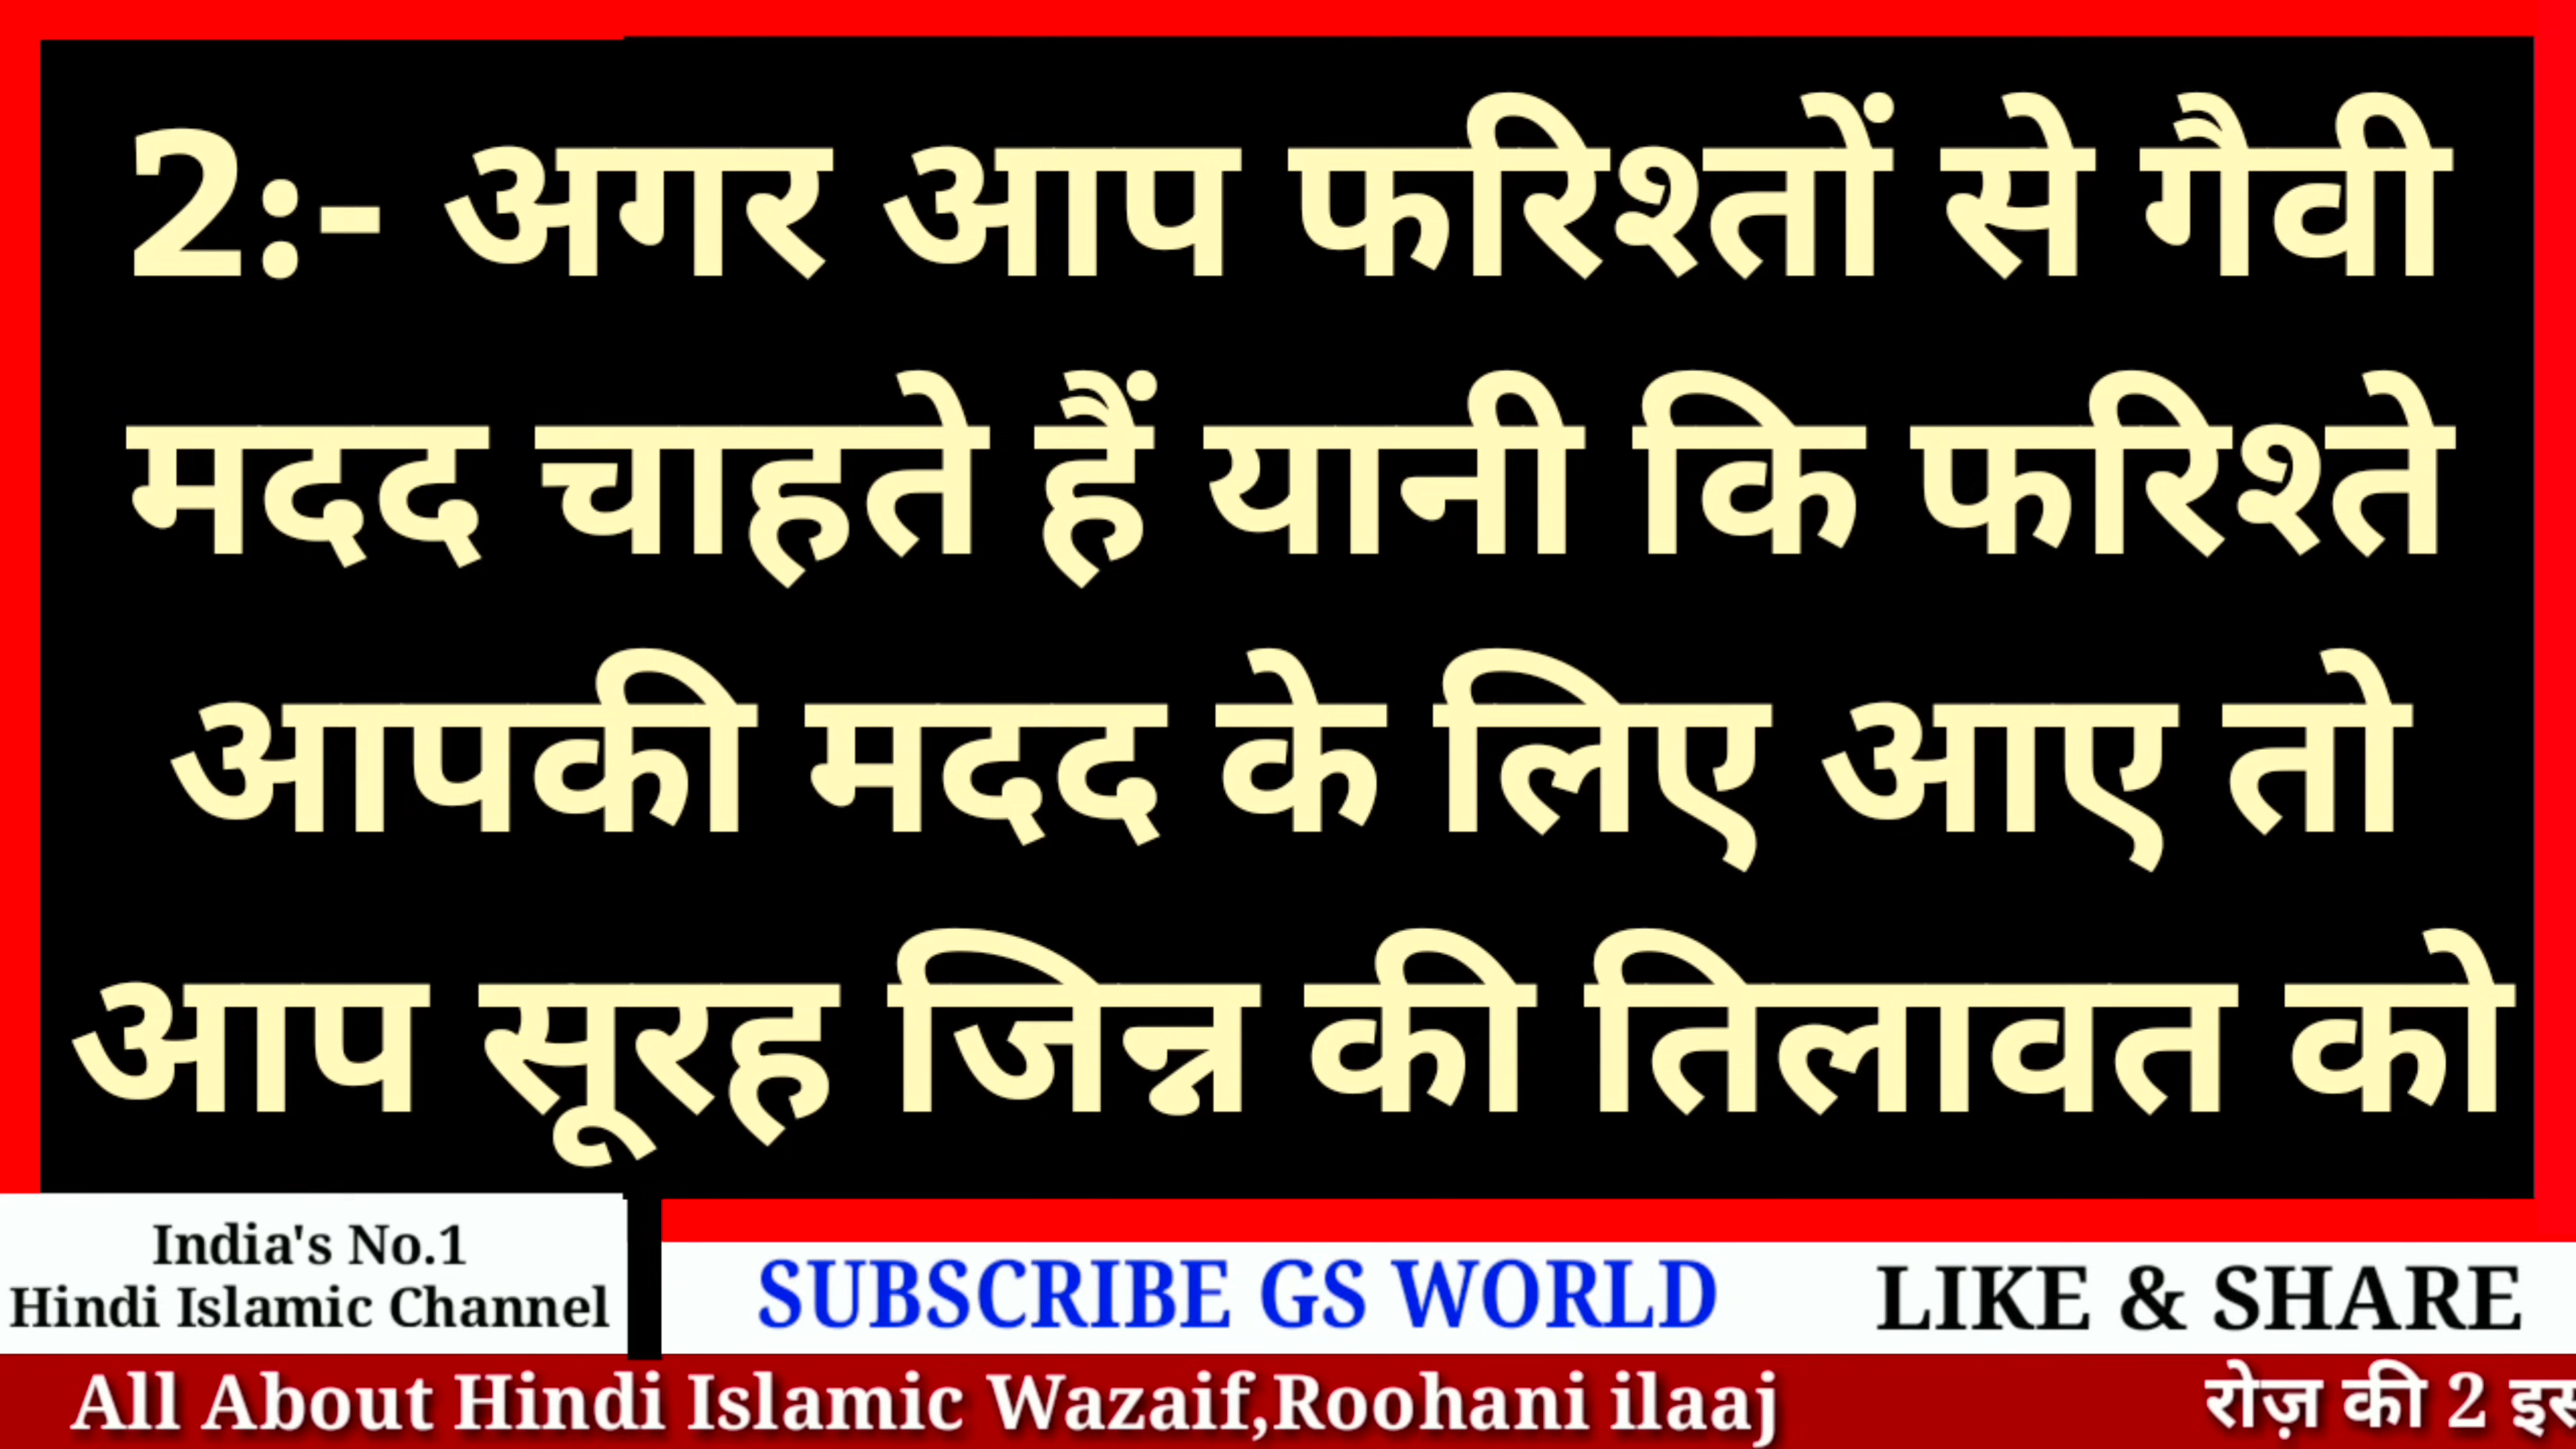 2:- अगर आप फरिश्तों से गैवी
मदद चाहते हैं यानी कि फरिश्ते
आपकी मदद के लिए आए तो
आप सूरह जिन्न की तिलावत को
India's No.1
Hindi Islamic Channel
SUBSCRIBE GS WORLD
LIKE & SHARE
All About Hindi Islamic Wazaif,Roohani ilaaj
रोज़ की 2